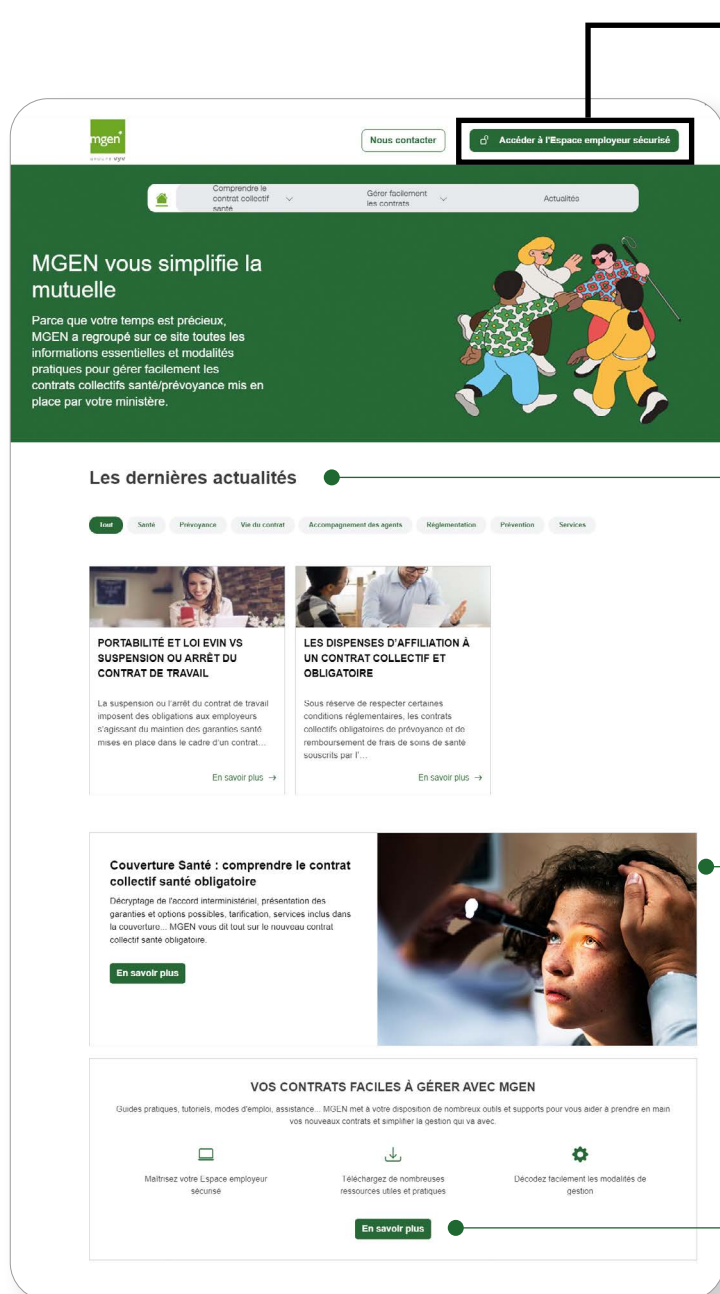 mgen*
GROUPE vyv
Nous contacter
Accéder à l'Espace employeur sécurisé
Comprendre le
contrat collectif
santé
Gérer facilement
les contrats
Actualités
MGEN vous simplifie la
mutuelle
Parce que votre temps est précieux,
MGEN a regroupé sur ce site toutes les
informations essentielles et modalités
pratiques pour gérer facilement les
contrats collectifs santé/prévoyance mis en
place par votre ministère.
Les dernières actualités
Tout Santé Prévoyance Vie du contrat Accompagnement des agents Réglementation Prévention Services
PORTABILITÉ ET LOI EVIN VS
SUSPENSION OU ARRÊT DU
CONTRAT DE TRAVAIL
La suspension ou l'arrêt du contrat de travail
imposent des obligations aux employeurs
s'agissant du maintien des garanties santé
mises en place dans le cadre d'un contrat...
En savoir plus →
LES DISPENSES D'AFFILIATION À
UN CONTRAT COLLECTIF ET
OBLIGATOIRE
Sous réserve de respecter certaines
conditions réglementaires, les contrats
collectifs obligatoires de prévoyance et de
remboursement de frais de soins de santé
souscrits par l'...
En savoir plus →
Couverture Santé : comprendre le contrat
collectif santé obligatoire
Décryptage de l'accord interministériel, présentation des
garanties et options possibles, tarification, services inclus dans
la couverture... MGEN vous dit tout sur le nouveau contrat
collectif santé obligatoire.
En savoir plus
VOS CONTRATS FACILES À GÉRER AVEC MGEN
Guides pratiques, tutoriels, modes d'emploi, assistance... MGEN met à votre disposition de nombreux outils et supports pour vous aider à prendre en main
vos nouveaux contrats et simplifier la gestion qui va avec.
Maîtrisez votre Espace employeur
sécurisé
Téléchargez de nombreuses
ressources utiles et pratiques
Décodez facilement les modalités de
gestion
En savoir plus